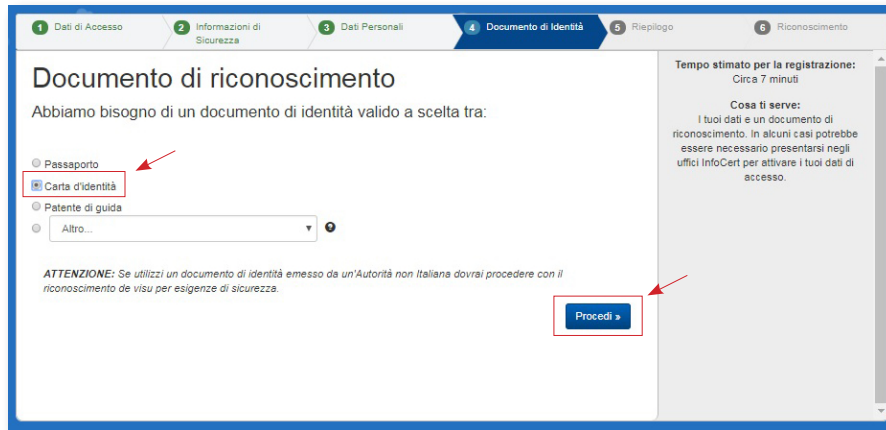 1 Dati di Accesso
2 Informazioni di
Sicurezza
3 Dati Personali
4 Documento di Identità
5 Riepilogo
6 Riconoscimento
Documento di riconoscimento
Abbiamo bisogno di un documento di identità valido a scelta tra:
Passaporto
Carta d'identità
Patente di guida
Altro...
?
ATTENZIONE: Se utilizzi un documento di identità emesso da un'Autorità non Italiana dovrai procedere con il
riconoscimento de visu per esigenze di sicurezza.
Procedi »
Tempo stimato per la registrazione:
Circa 7 minuti
Cosa ti serve:
I tuoi dati e un documento di
riconoscimento. In alcuni casi potrebbe
essere necessario presentarsi negli
uffici InfoCert per attivare i tuoi dati di
accesso.